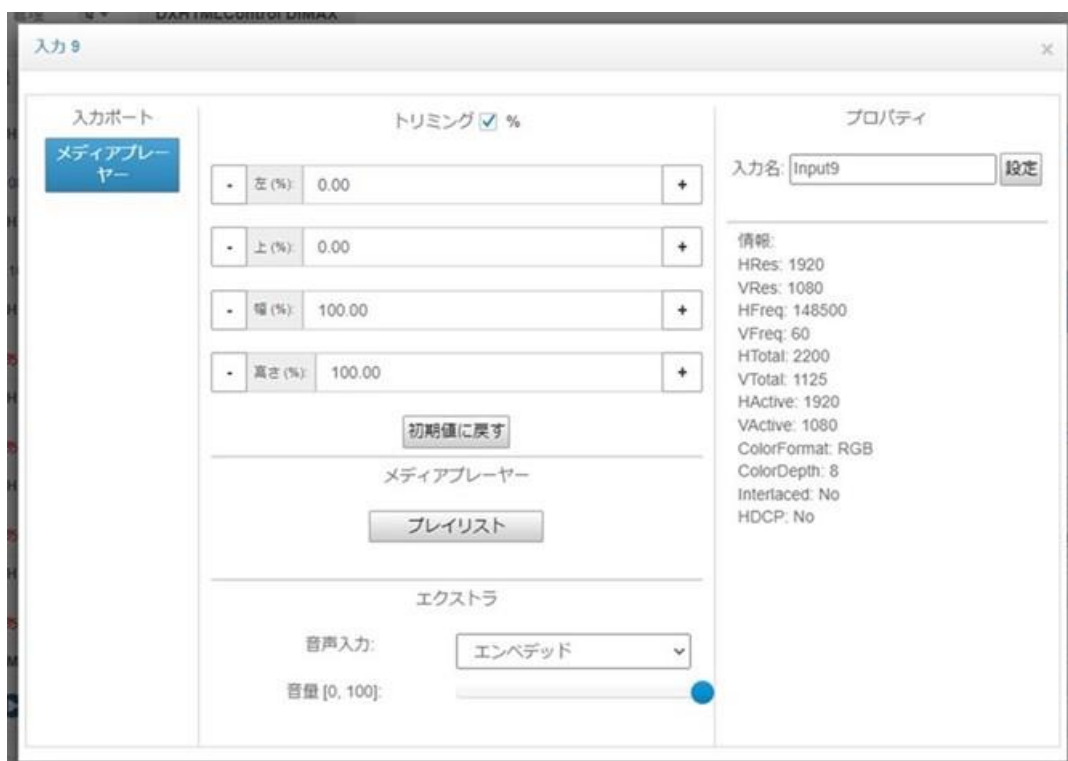 DXHTMLControl DiMAX
入力 9
×
入力ポート
メディアプレー
ヤー
トリミング %
- 左 (%): 0.00 +
- 上 (%): 0.00 +
- 幅 (%): 100.00 +
- 高さ (%): 100.00 +
初期値に戻す
メディアプレーヤー
プレイリスト
エクストラ
音声入力: エンベデッド
音量 [0, 100]:
プロパティ
入力名: Input9 設定
情報:
HRes: 1920
VRes: 1080
HFreq: 148500
VFreq: 60
HTotal: 2200
VTotal: 1125
HActive: 1920
VActive: 1080
ColorFormat: RGB
ColorDepth: 8
Interlaced: No
HDCP: No